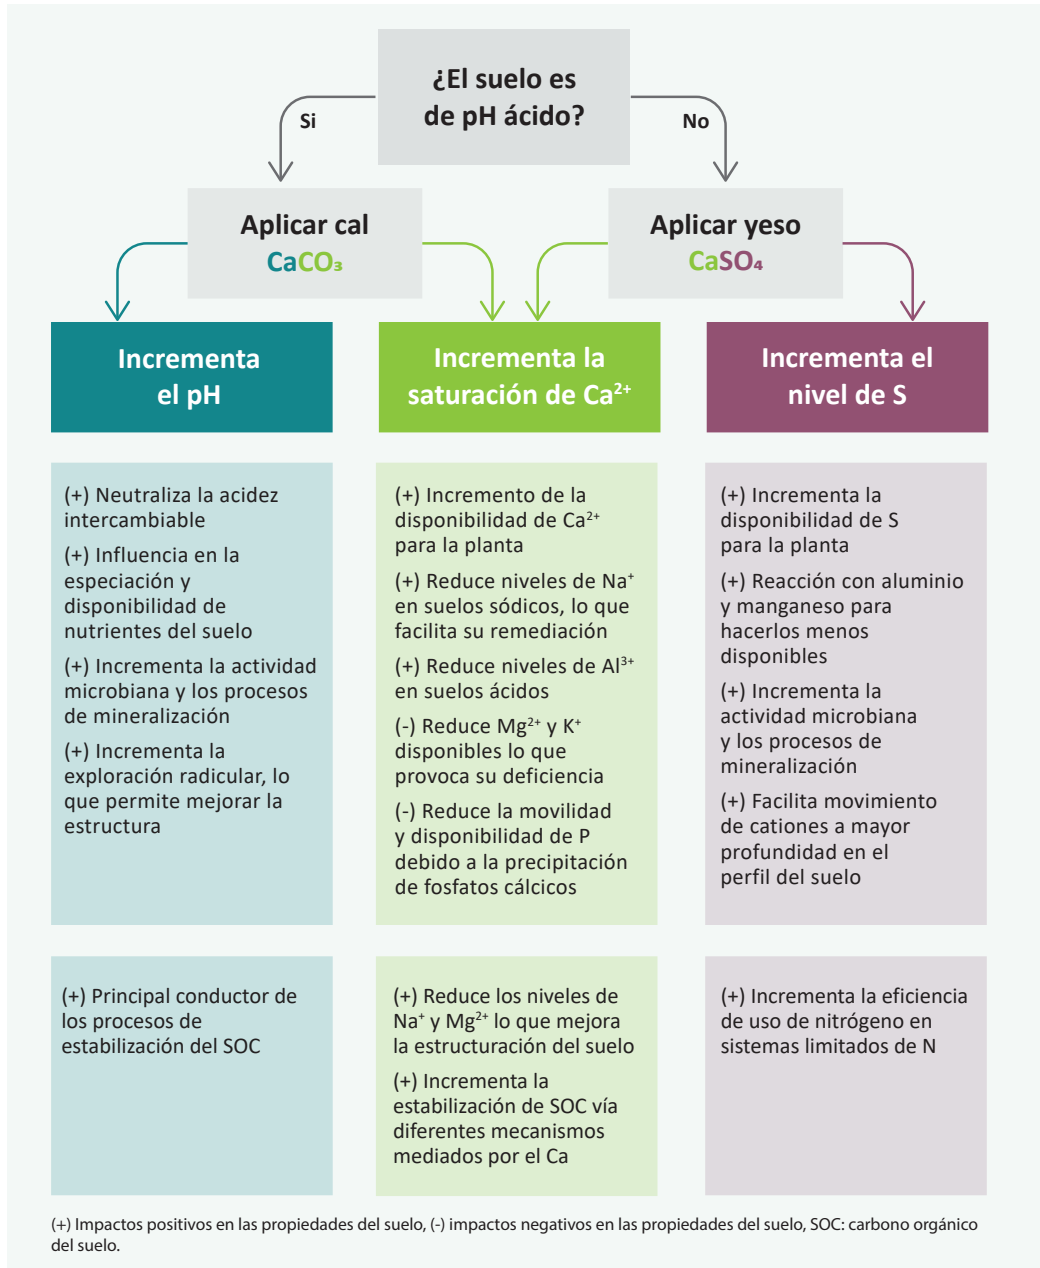 ¿El suelo es
de pH ácido?
Si
No
Aplicar cal
CaCO₃
Aplicar yeso
CaSO₄
Incrementa
el pH
Incrementa la
saturación de Ca²⁺
Incrementa el
nivel de S
(+) Neutraliza la acidez
intercambiable
(+) Influencia en la
especiación y
disponibilidad de
nutrientes del suelo
(+) Incrementa la actividad
microbiana y los procesos
de mineralización
(+) Incrementa la
exploración radicular, lo
que permite mejorar la
estructura
(+) Incremento de la
disponibilidad de Ca²⁺
para la planta
(+) Reduce niveles de Na⁺
en suelos sódicos, lo que
facilita su remediación
(+) Reduce niveles de Al³⁺
en suelos ácidos
(-) Reduce Mg²⁺ y K⁺
disponibles lo que
provoca su deficiencia
(-) Reduce la movilidad
y disponibilidad de P
debido a la precipitación
de fosfatos cálcicos
(+) Incrementa la
disponibilidad de S
para la planta
(+) Reacción con aluminio
y manganeso para
hacerlos menos
disponibles
(+) Incrementa la
actividad microbiana
y los procesos de
mineralización
(+) Facilita movimiento
de cationes a mayor
profundidad en el
perfil del suelo
(+) Principal conductor de
los procesos de
estabilización del SOC
(+) Reduce los niveles de
Na⁺ y Mg²⁺ lo que mejora
la estructuración del suelo
(+) Incrementa la
estabilización de SOC vía
diferentes mecanismos
mediados por el Ca
(+) Incrementa la eficiencia
de uso de nitrógeno en
sistemas limitados de N
(+) Impactos positivos en las propiedades del suelo, (-) impactos negativos en las propiedades del suelo, SOC: carbono orgánico
del suelo.